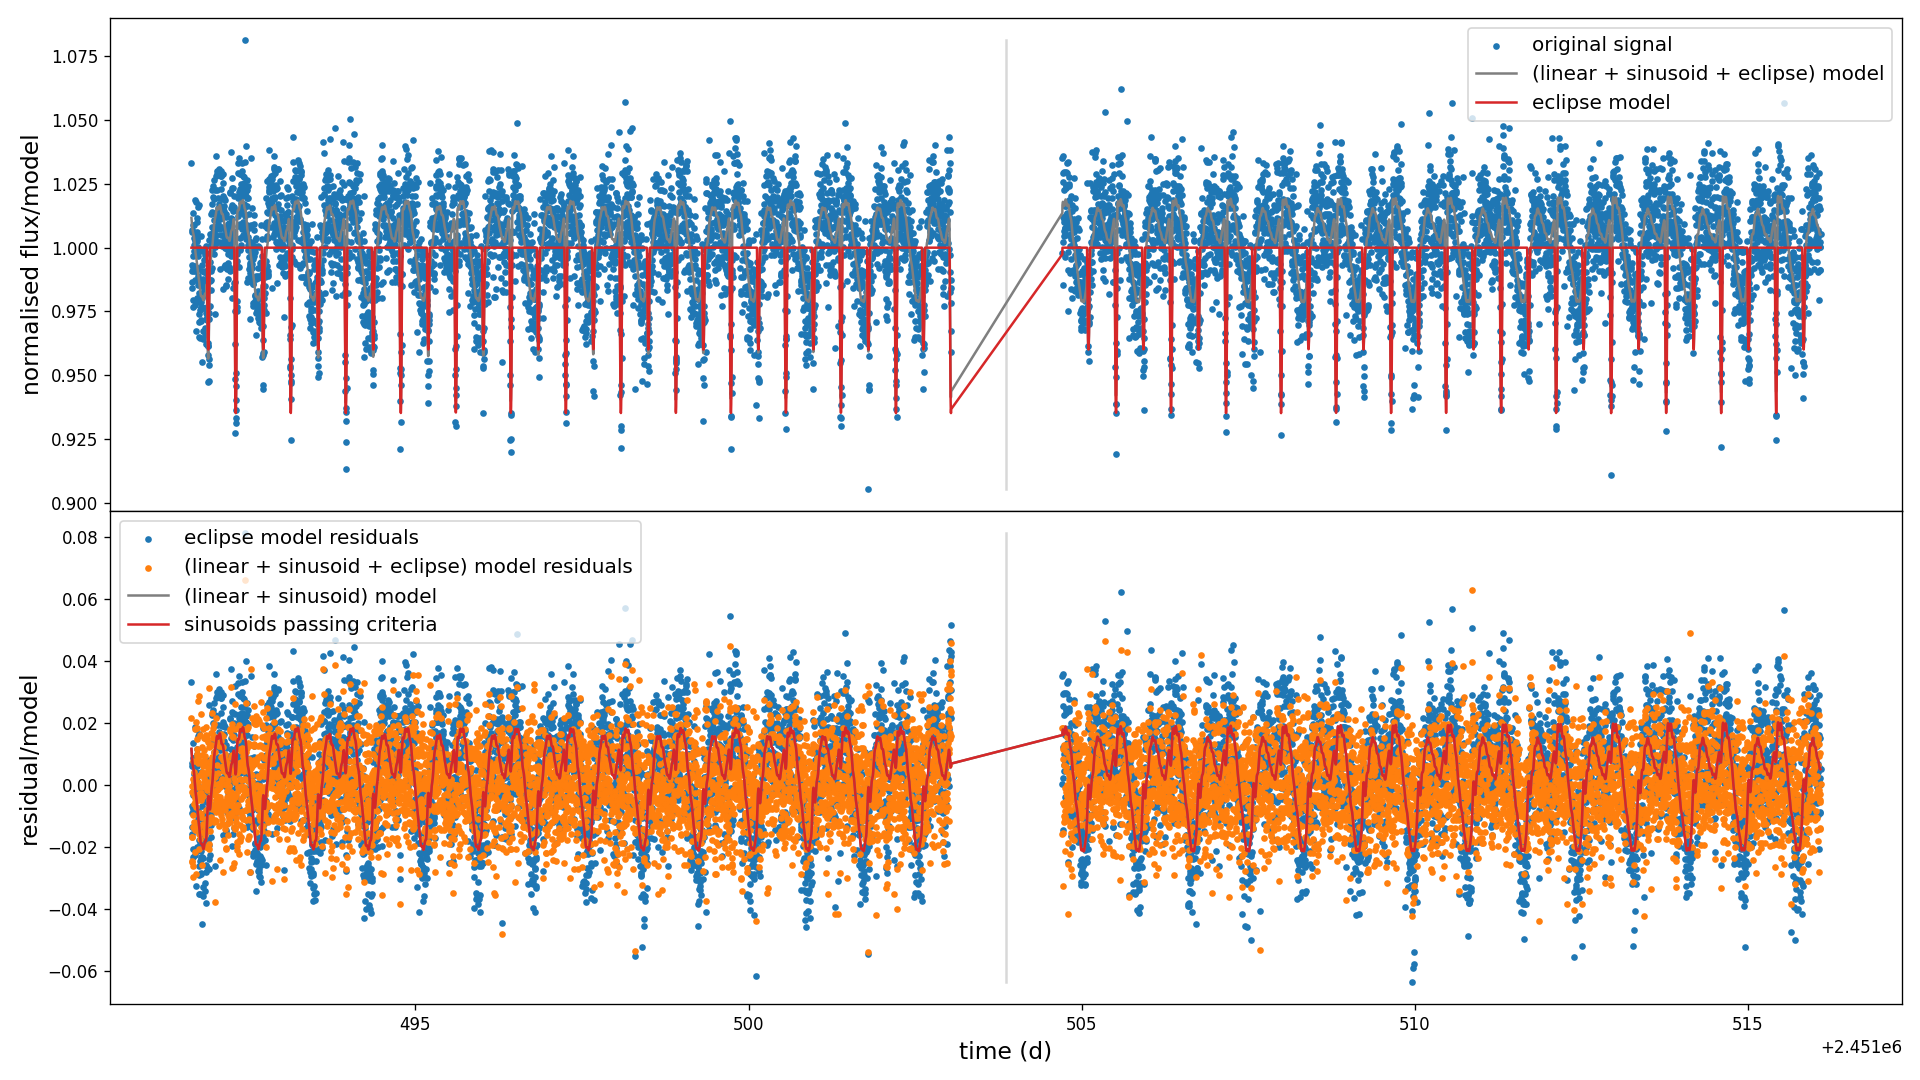 1.075
1.050
1.025
1.000
0.975
0.950
0.925
0.900
normalised flux/model
original signal
(linear + sinusoid + eclipse) model
eclipse model
0.08
0.06
0.04
0.02
0.00
−0.02
−0.04
−0.06
residual/model
eclipse model residuals
(linear + sinusoid + eclipse) model residuals
(linear + sinusoid) model
sinusoids passing criteria
495
500
505
510
515
time (d)
+2.451e6